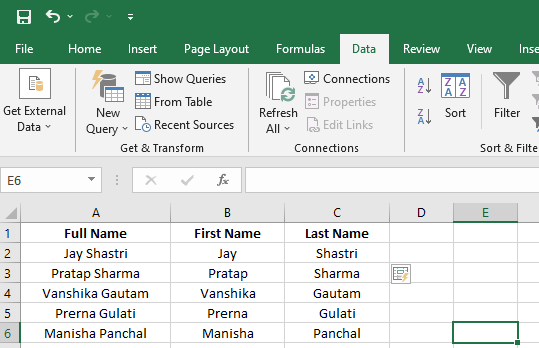 File Home Insert Page Layout Formulas Data Review View Inse
Get External Data
New Query
Show Queries
From Table
Recent Sources
Get & Transform
Refresh All
Connections
Properties
Edit Links
Connections
A Z
Z A
Z A A Z
Sort
Filter
Sort & Filte
E6 fx
A B C D E
1 Full Name First Name Last Name
2 Jay Shastri Jay Shastri
3 Pratap Sharma Pratap Sharma
4 Vanshika Gautam Vanshika Gautam
5 Prerna Gulati Prerna Gulati
6 Manisha Panchal Manisha Panchal